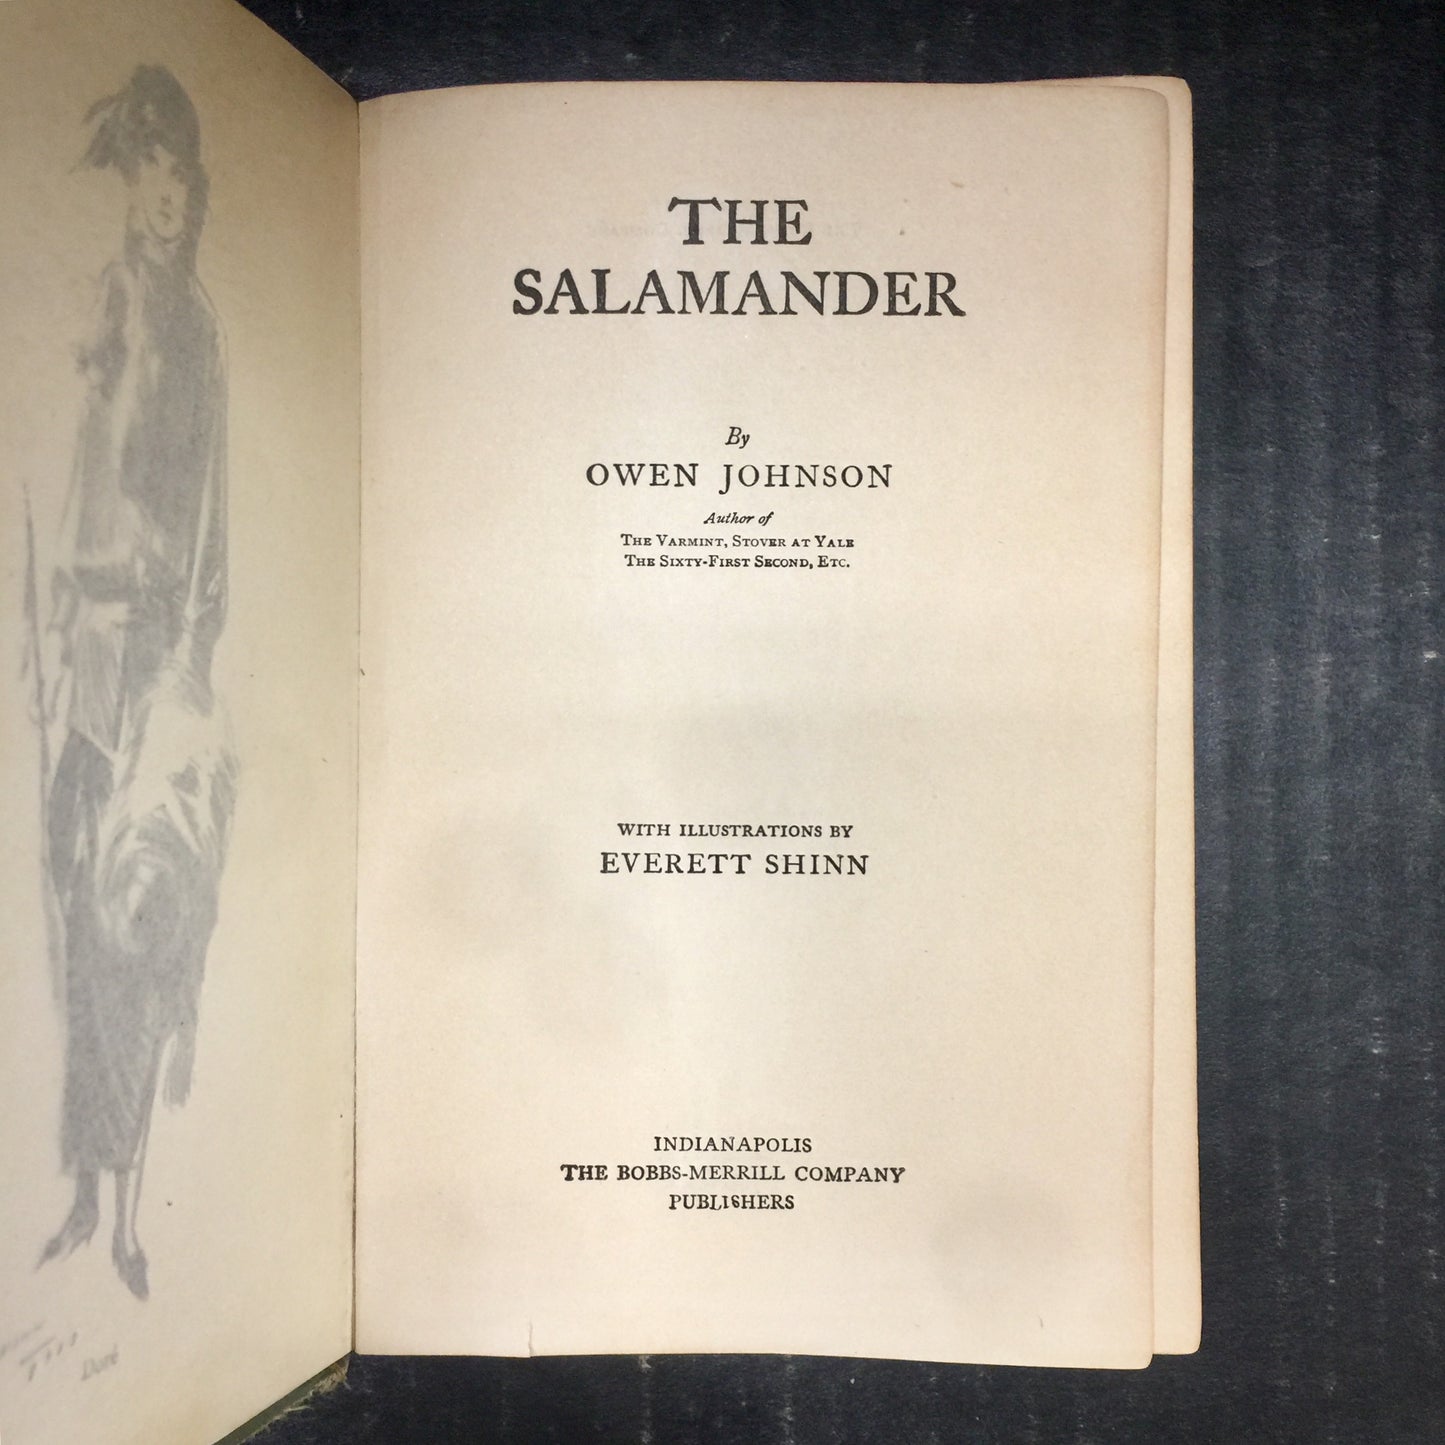 THE
SALAMANDER
By
OWEN JOHNSON
Author of
THE VARMINT, STOVER AT YALE
THE SIXTY-FIRST SECOND, ETC.
WITH ILLUSTRATIONS BY
EVERETT SHINN
INDIANAPOLIS
THE BOBBS-MERRILL COMPANY
PUBLISHERS
Doré